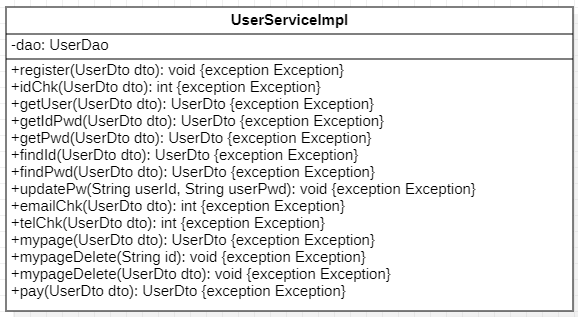 UserServiceImpl
-dao: UserDao
+register(UserDto dto): void {exception Exception}
+idChk(UserDto dto): int {exception Exception}
+getUser(UserDto dto): UserDto {exception Exception}
+getIdPwd(UserDto dto): UserDto {exception Exception}
+getPwd(UserDto dto): UserDto {exception Exception}
+findId(UserDto dto): UserDto {exception Exception}
+findPwd(UserDto dto): UserDto {exception Exception}
+updatePw(String userId, String userPwd): void {exception Exception}
+emailChk(UserDto dto): int {exception Exception}
+telChk(UserDto dto): int {exception Exception}
+mypage(UserDto dto): UserDto {exception Exception}
+mypageDelete(String id): void {exception Exception}
+mypageDelete(UserDto dto): void {exception Exception}
+pay(UserDto dto): UserDto {exception Exception}